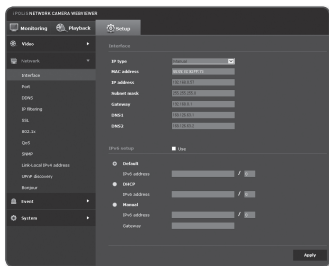 iPOLiS NETWORK CAMERA WEBVIEWER
Monitoring
Playback
Setup
Video
Network
Interface
Port
DDNS
IP filtering
SSL
802.1x
QoS
SNMP
Link-Local IPv4 address
UPnP discovery
Bonjour
Event
System
Interface
IP type
MAC address
IP address
Subnet mask
Gateway
DNS1
DNS2
IPv6 setup
Use
Default
IPv6 address /
DHCP
IPv6 address /
Manual
IPv6 address /
Gateway
Apply